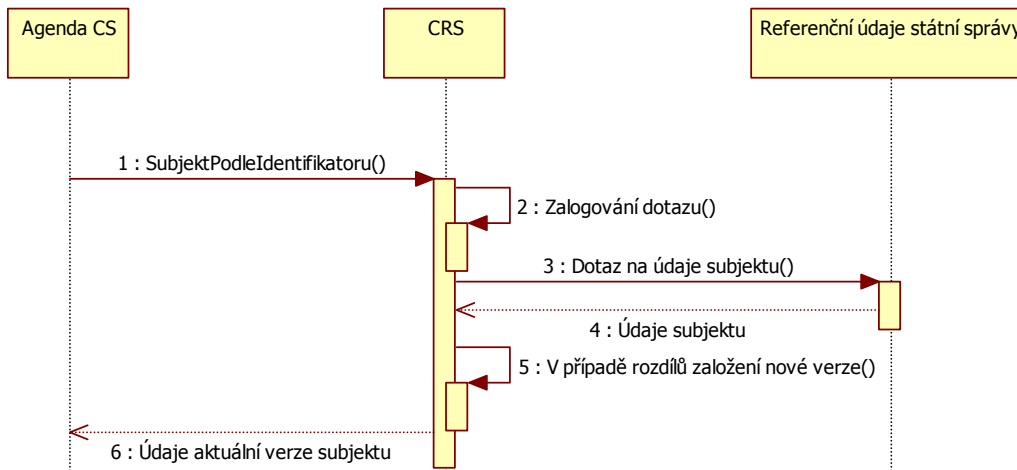 Agenda CS
CRS
Referenční údaje státní správy
1 : SubjektPodleIdentifikatoru()
2 : Zalogování dotazu()
3 : Dotaz na údaje subjektu()
4 : Údaje subjektu
5 : V případě rozdílů založení nové verze()
6 : Údaje aktuální verze subjektu